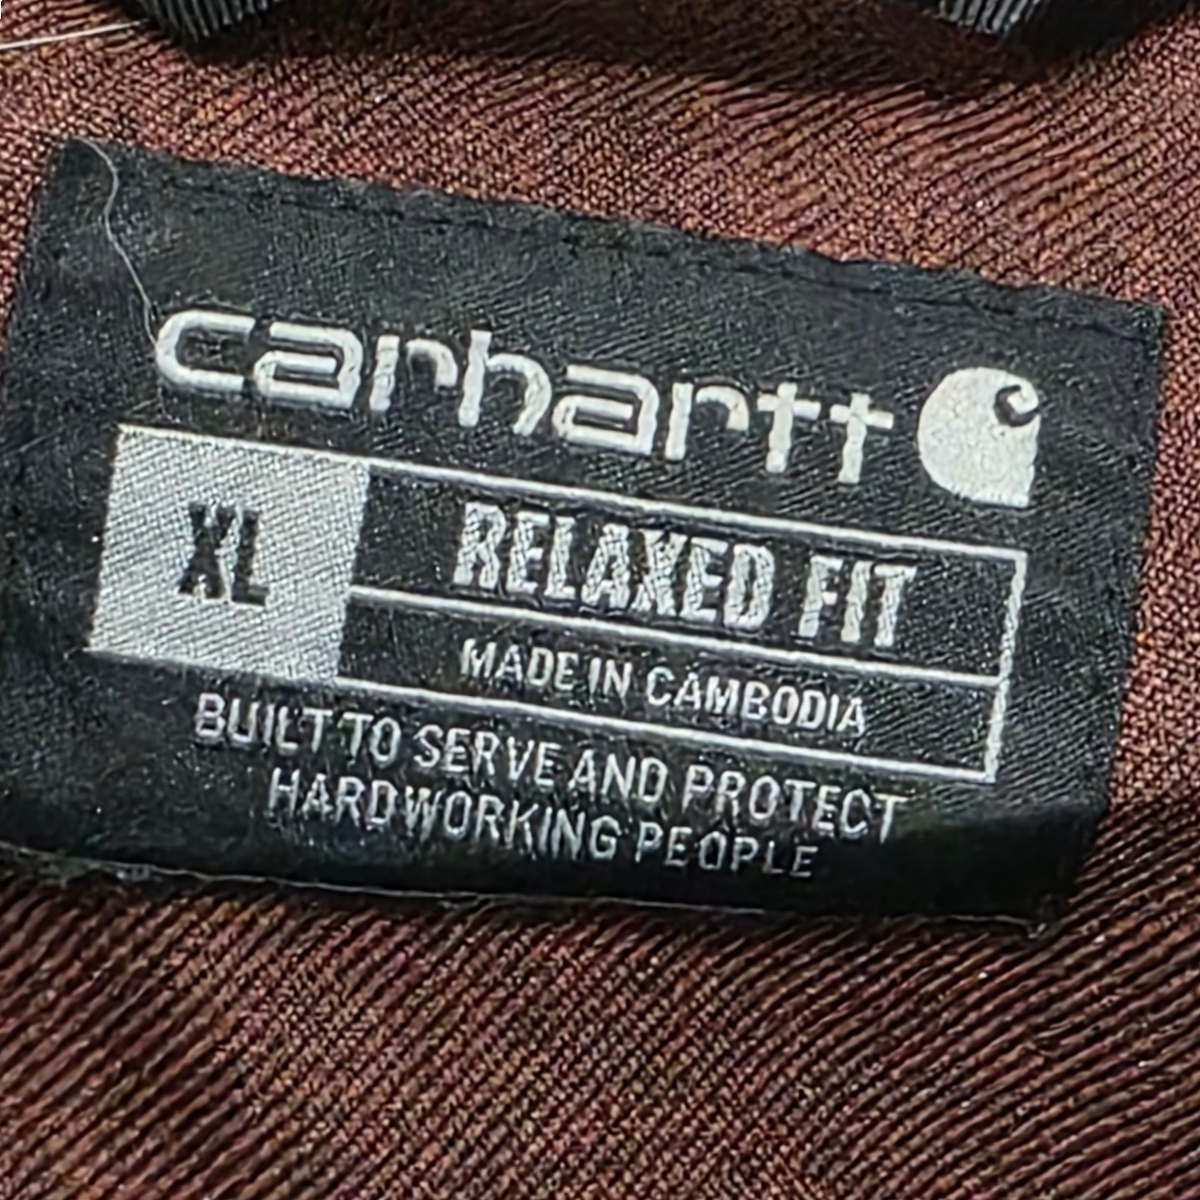 carhartt
XL
RELAXED FIT
MADE IN CAMBODIA
BUILT TO SERVE AND PROTECT
HARDWORKING PEOPLE